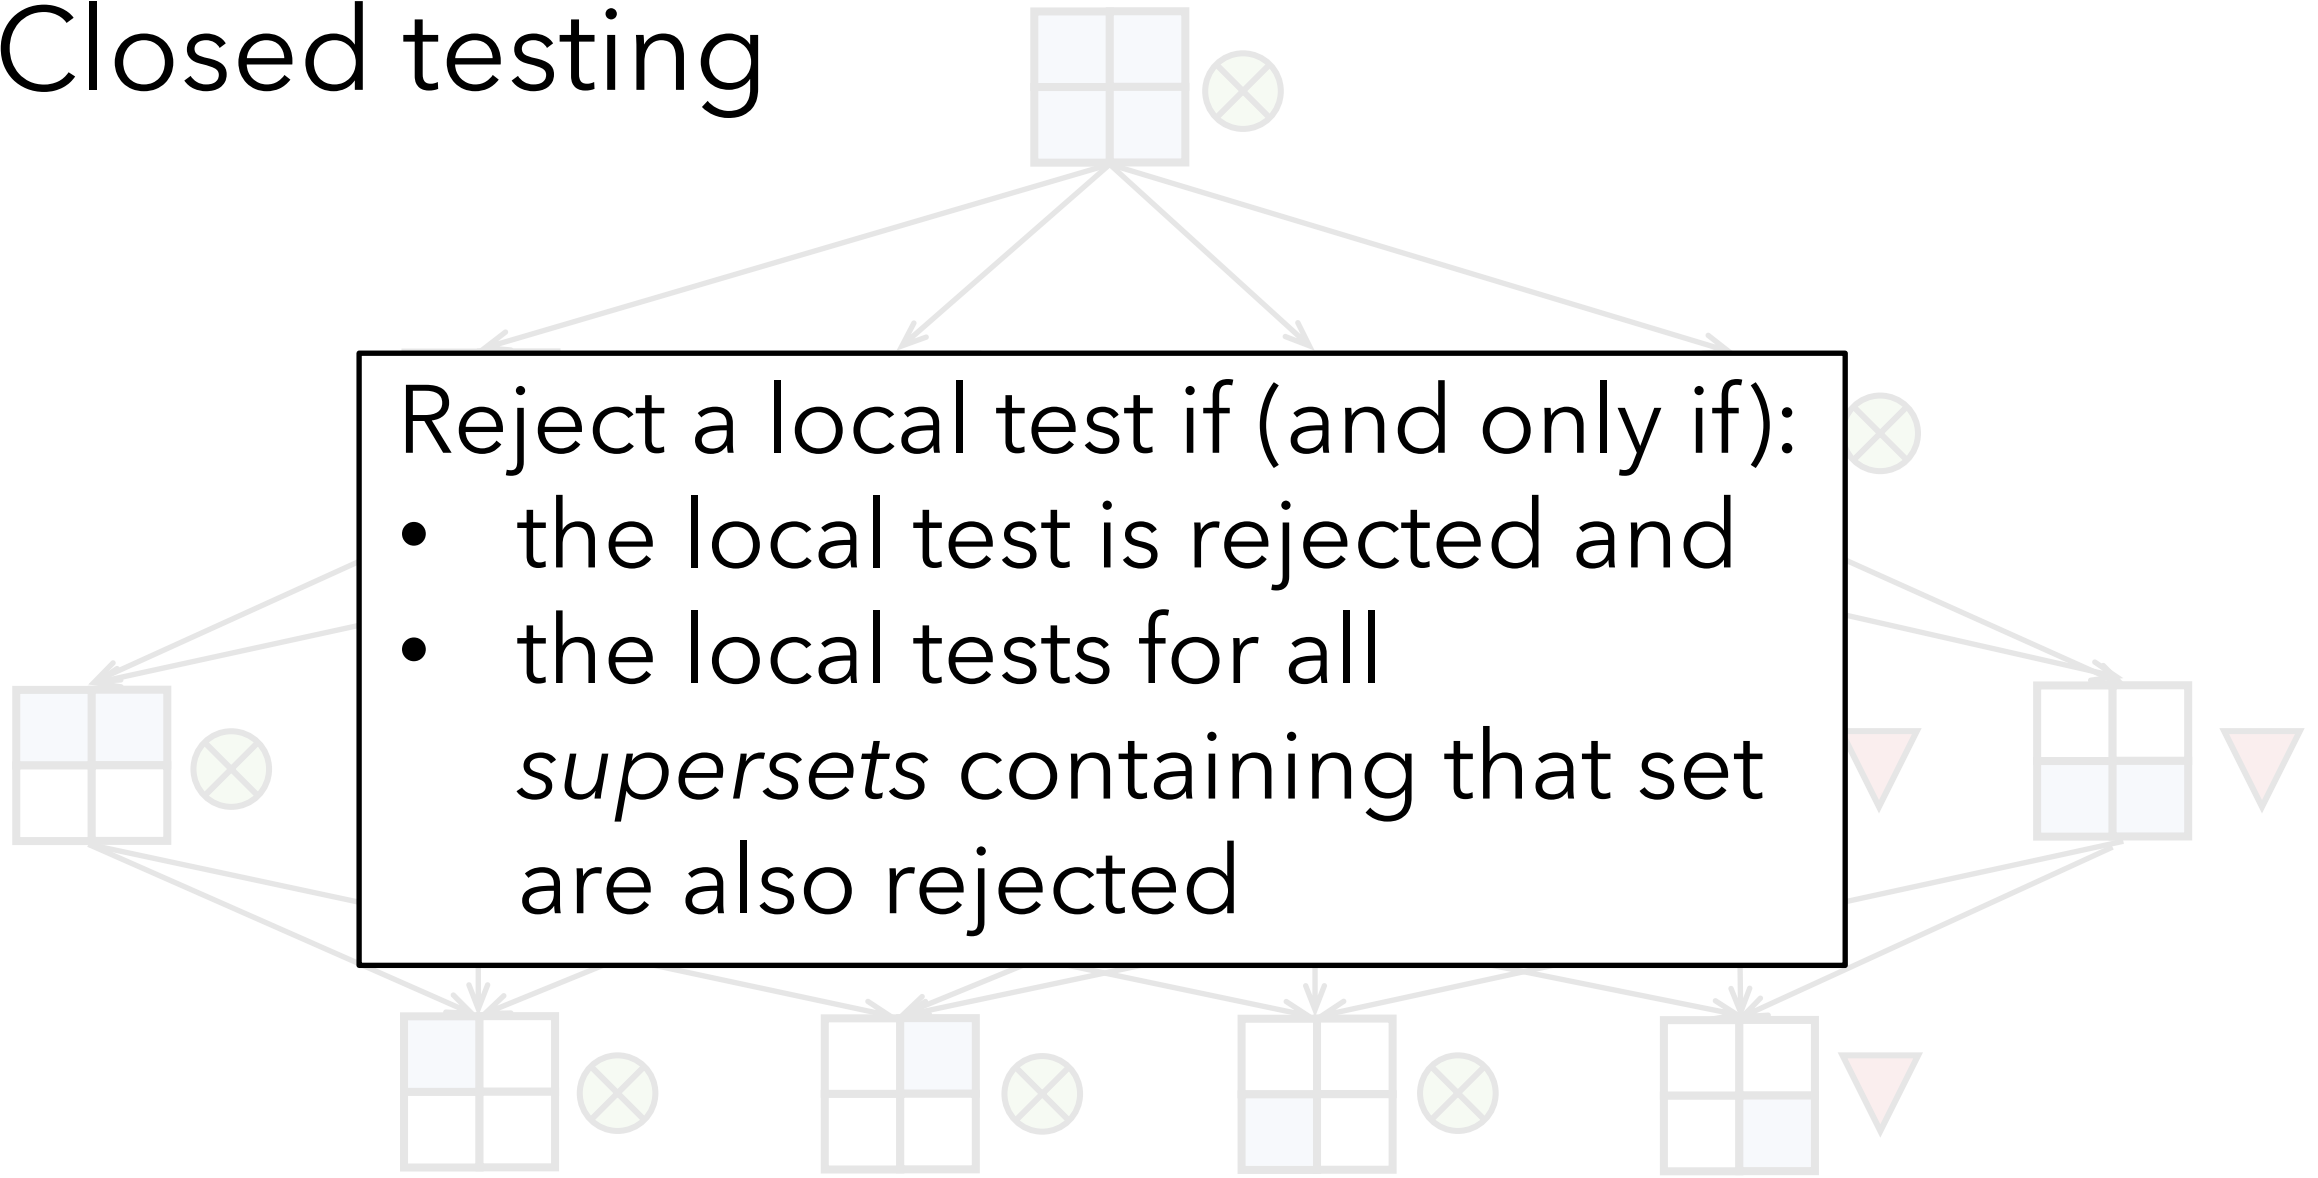 Closed testing
Reject a local test if (and only if):
• the local test is rejected and
• the local tests for all
supersets containing that set
are also rejected